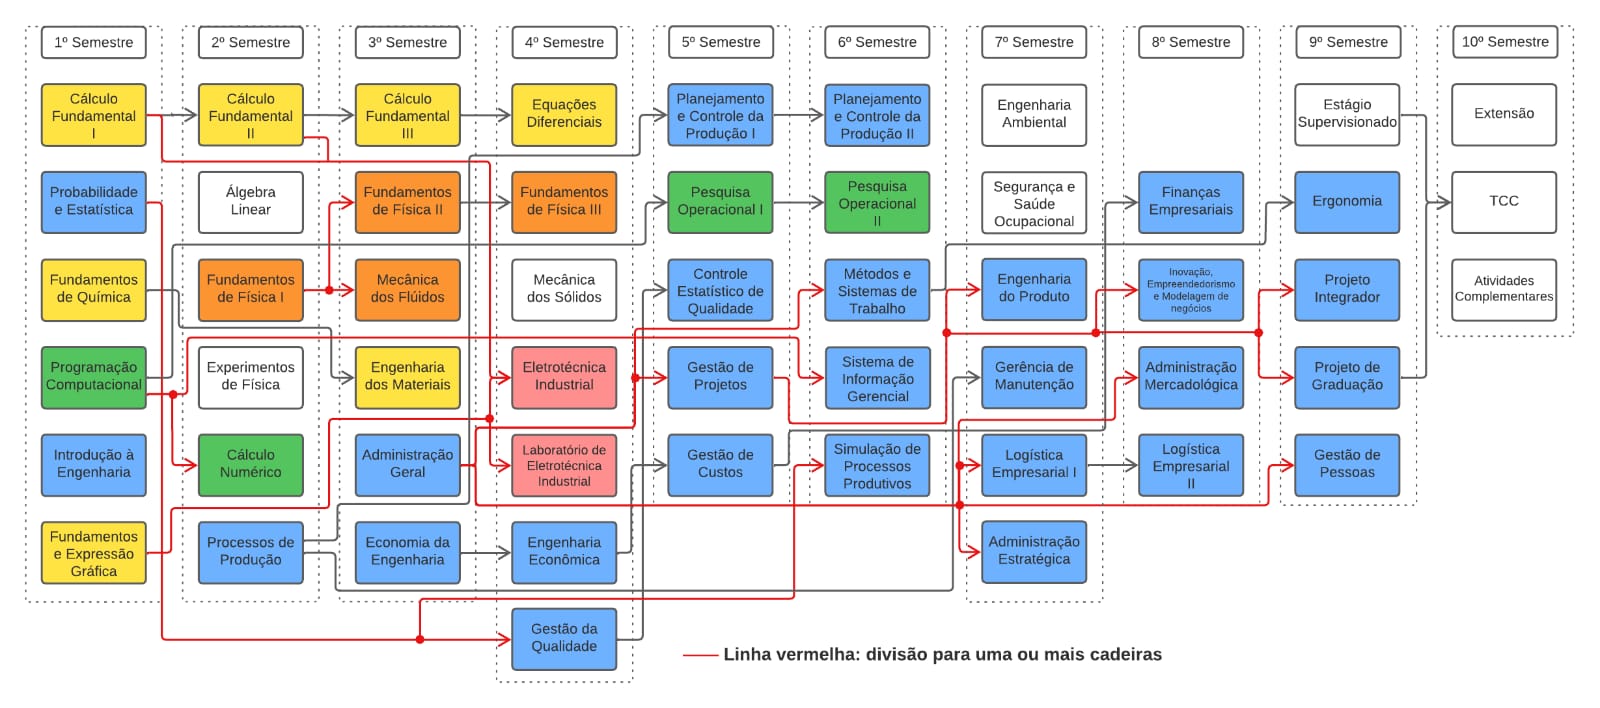 1º Semestre
2º Semestre
3º Semestre
4º Semestre
5º Semestre
6º Semestre
7º Semestre
8º Semestre
9º Semestre
10º Semestre
Cálculo
Fundamental
I
Probabilidade
e Estatística
Fundamentos
de Química
Programação
Computacional
Introdução à
Engenharia
Fundamentos
e Expressão
Gráfica
Cálculo
Fundamental
II
Álgebra
Linear
Fundamentos
de Física I
Experimentos
de Física
Cálculo
Numérico
Processos de
Produção
Cálculo
Fundamental
III
Fundamentos
de Física II
Mecânica
dos Flúidos
Engenharia
dos Materiais
Administração
Geral
Economia da
Engenharia
Equações
Diferenciais
Fundamentos
de Física III
Mecânica
dos Sólidos
Eletrotécnica
Industrial
Laboratório de
Eletrotécnica
Industrial
Engenharia
Econômica
Gestão da
Qualidade
Planejamento
e Controle da
Produção I
Pesquisa
Operacional I
Controle
Estatístico de
Qualidade
Gestão de
Projetos
Gestão de
Custos
Planejamento
e Controle da
Produção II
Pesquisa
Operacional
II
Métodos e
Sistemas de
Trabalho
Sistema de
Informação
Gerencial
Simulação de
Processos
Produtivos
Engenharia
Ambiental
Segurança e
Saúde
Ocupacional
Engenharia
do Produto
Gerência de
Manutenção
Logística
Empresarial I
Administração
Estratégica
Finanças
Empresariais
Inovação,
Empreendedorismo
e Modelagem de
negócios
Administração
Mercadológica
Logística
Empresarial
II
Estágio
Supervisionado
Ergonomia
Projeto
Integrador
Projeto de
Graduação
Gestão de
Pessoas
Extensão
TCC
Atividades
Complementares
Linha vermelha: divisão para uma ou mais cadeiras